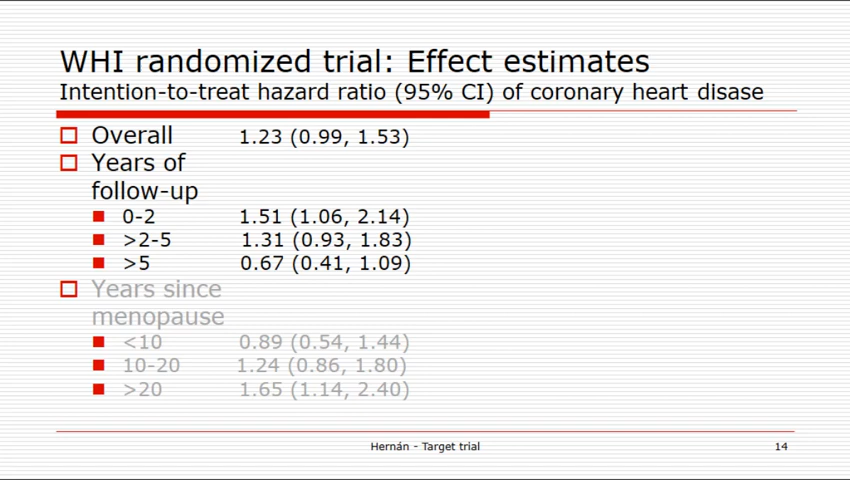 WHI randomized trial: Effect estimates
Intention-to-treat hazard ratio (95% CI) of coronary heart disase
Overall 1.23 (0.99, 1.53)
Years of
follow-up
0-2 1.51 (1.06, 2.14)
>2-5 1.31 (0.93, 1.83)
>5 0.67 (0.41, 1.09)
Years since
menopause
<10 0.89 (0.54, 1.44)
10-20 1.24 (0.86, 1.80)
>20 1.65 (1.14, 2.40)
Hernán - Target trial 14